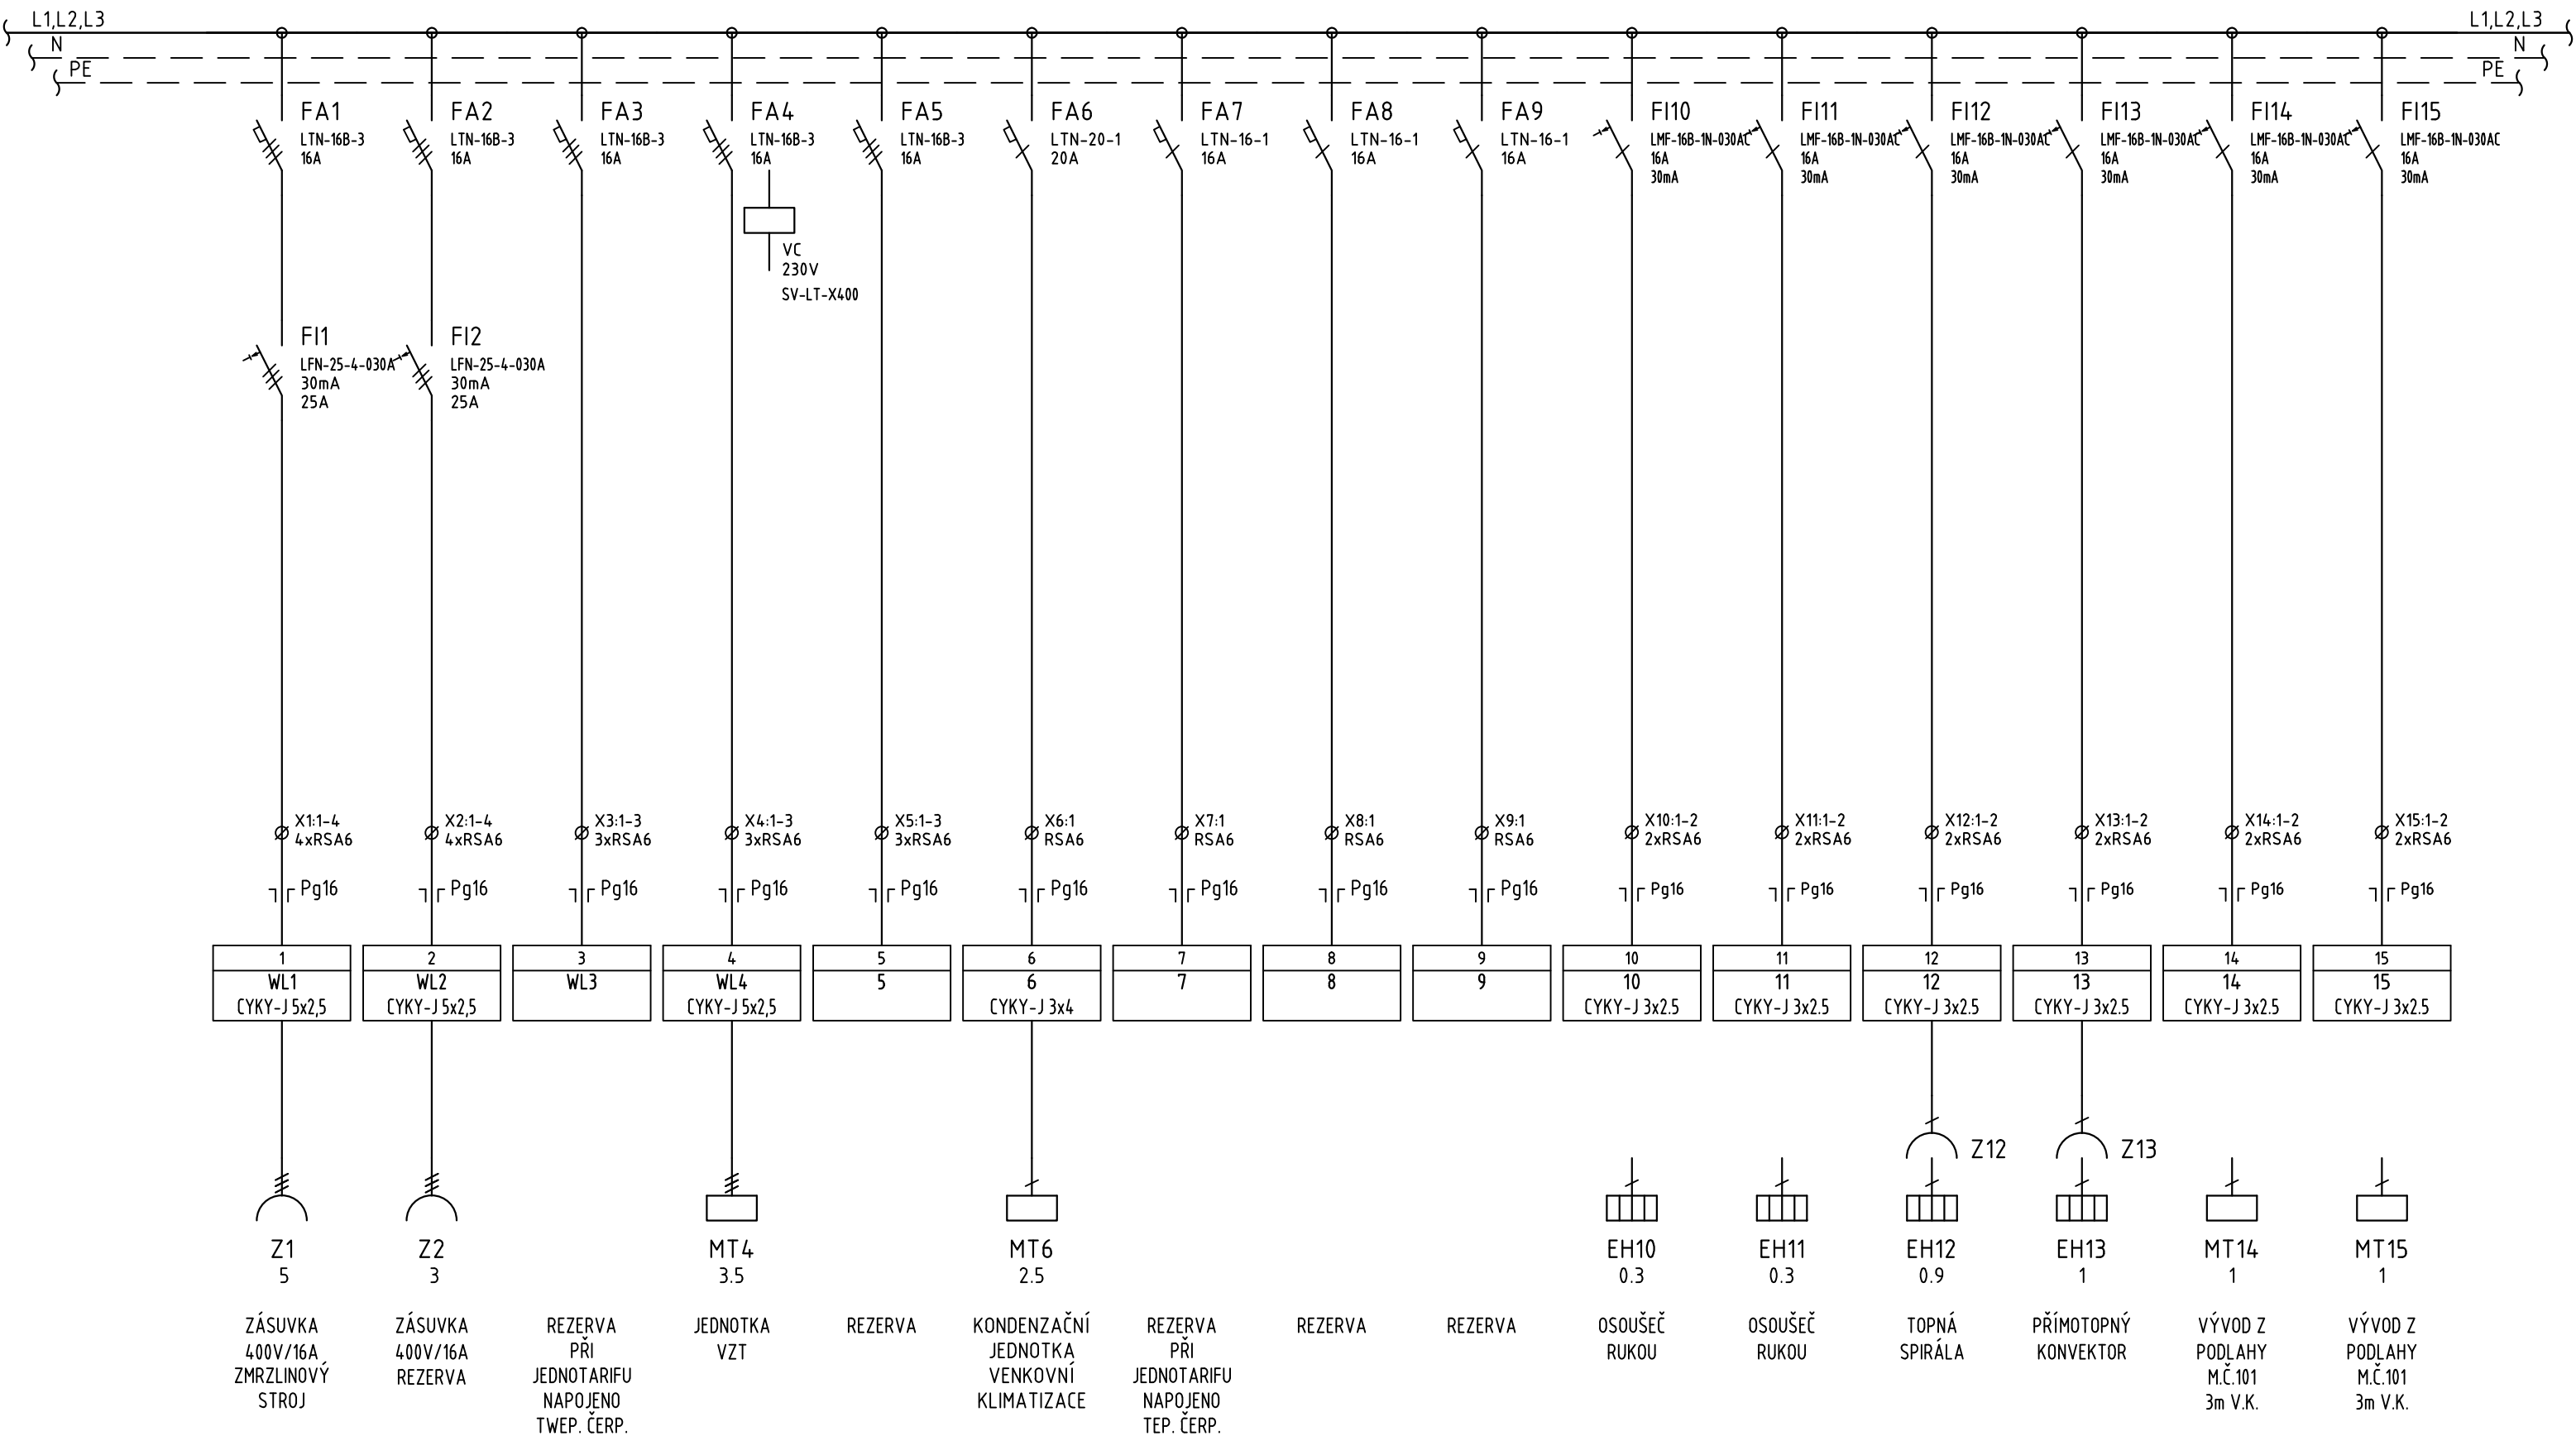 L1,L2,L3 L1,L2,L3
N N
PE PE
FA1 FA2 FA3 FA4 FA5 FA6 FA7 FA8 FA9 FI10 FI11 FI12 FI13 FI14 FI15
LTN-16B-3 LTN-16B-3 LTN-16B-3 LTN-16B-3 LTN-16B-3 LTN-20-1 LTN-16-1 LTN-16-1 LTN-16-1 LMF-16B-1N-030AC LMF-16B-1N-030AC LMF-16B-1N-030AC LMF-16B-1N-030AC LMF-16B-1N-030AC LMF-16B-1N-030AC
16A 16A 16A 16A 16A 20A 16A 16A 16A 16A 16A 16A 16A 16A 16A
30mA 30mA 30mA 30mA 30mA 30mA
VC
230V
SV-LT-X400
FI1 FI2
LFN-25-4-030A LFN-25-4-030A
30mA 30mA
25A 25A
X1:1-4 X2:1-4 X3:1-3 X4:1-3 X5:1-3 X6:1 X7:1 X8:1 X9:1 X10:1-2 X11:1-2 X12:1-2 X13:1-2 X14:1-2 X15:1-2
4xRSA6 4xRSA6 3xRSA6 3xRSA6 3xRSA6 RSA6 RSA6 RSA6 RSA6 2xRSA6 2xRSA6 2xRSA6 2xRSA6 2xRSA6 2xRSA6
Pg16 Pg16 Pg16 Pg16 Pg16 Pg16 Pg16 Pg16 Pg16 Pg16 Pg16 Pg16 Pg16 Pg16 Pg16
1 2 3 4 5 6 7 8 9 10 11 12 13 14 15
WL1 WL2 WL3 WL4 5 6 7 8 9 10 11 12 13 14 15
CYKY-J 5x2,5 CYKY-J 5x2,5 CYKY-J 5x2,5 CYKY-J 3x4 CYKY-J 3x2.5 CYKY-J 3x2.5 CYKY-J 3x2.5 CYKY-J 3x2.5 CYKY-J 3x2.5 CYKY-J 3x2.5
Z12 Z13
Z1 Z2 MT4 MT6 EH10 EH11 EH12 EH13 MT14 MT15
5 3 3.5 2.5 0.3 0.3 0.9 1 1 1
ZÁSUVKA ZÁSUVKA REZERVA JEDNOTKA REZERVA KONDENZAČNÍ REZERVA REZERVA REZERVA OSOUŠEČ OSOUŠEČ TOPNÁ PŘÍMOTOPNÝ VÝVOD Z VÝVOD Z
400V/16A 400V/16A PŘI VZT JEDNOTKA PŘI RUKOU RUKOU SPIRÁLA KONVEKTOR PODLAHY PODLAHY
ZMRZLINOVÝ REZERVA JEDNOTARIFU VENKOVNÍ JEDNOTARIFU M.Č.101 M.Č.101
STROJ NAPOJENO KLIMATIZACE NAPOJENO 3m V.K. 3m V.K.
TWEP. ČERP. TEP. ČERP.